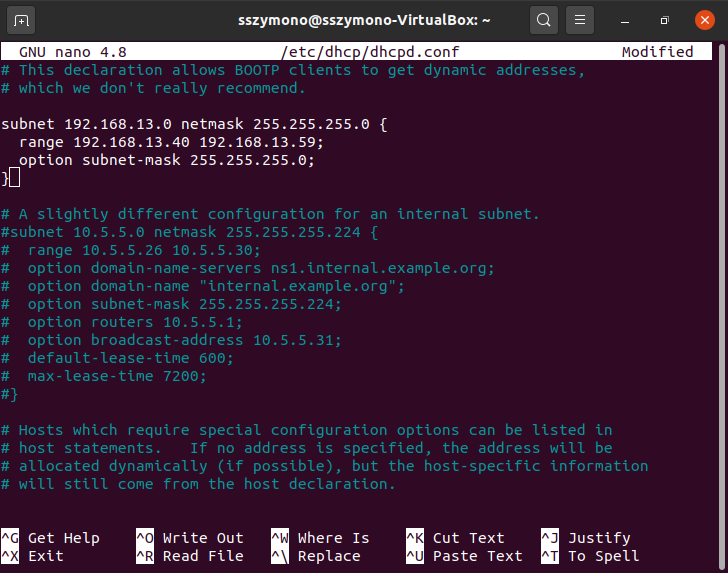 sszymono@sszymono-VirtualBox: ~
GNU nano 4.8 /etc/dhcp/dhcpd.conf Modified
# This declaration allows BOOTP clients to get dynamic addresses,
# which we don't really recommend.
subnet 192.168.13.0 netmask 255.255.255.0 {
  range 192.168.13.40 192.168.13.59;
  option subnet-mask 255.255.255.0;
}
# A slightly different configuration for an internal subnet.
#subnet 10.5.5.0 netmask 255.255.255.224 {
#  range 10.5.5.26 10.5.5.30;
#  option domain-name-servers ns1.internal.example.org;
#  option domain-name "internal.example.org";
#  option subnet-mask 255.255.255.224;
#  option routers 10.5.5.1;
#  option broadcast-address 10.5.5.31;
#  default-lease-time 600;
#  max-lease-time 7200;
#}
# Hosts which require special configuration options can be listed in
# host statements.   If no address is specified, the address will be
# allocated dynamically (if possible), but the host-specific information
# will still come from the host declaration.
^G Get Help ^O Write Out ^W Where Is ^K Cut Text ^J Justify
^X Exit ^R Read File ^\ Replace ^U Paste Text ^T To Spell